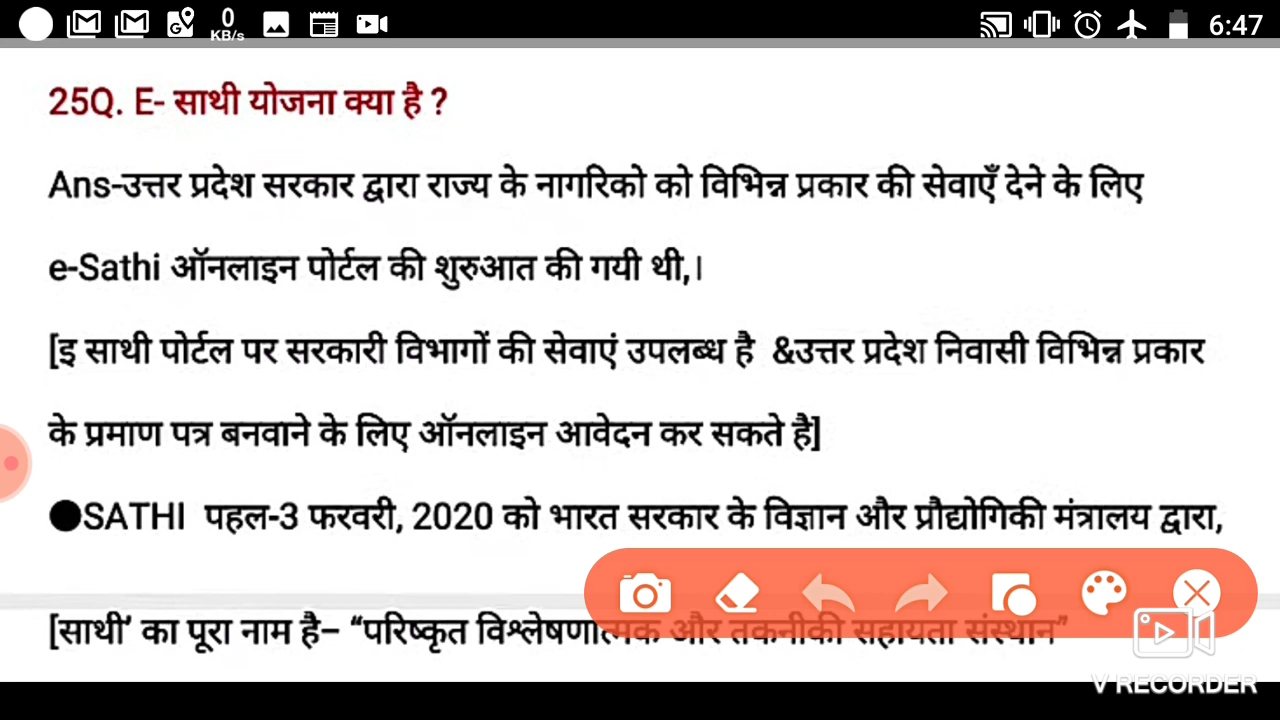 0
KB/s
6:47
25Q. E- साथी योजना क्या है ?
Ans-उत्तर प्रदेश सरकार द्वारा राज्य के नागरिको को विभिन्न प्रकार की सेवाएँ देने के लिए
e-Sathi ऑनलाइन पोर्टल की शुरुआत की गयी थी,।
[इ साथी पोर्टल पर सरकारी विभागों की सेवाएं उपलब्ध है &उत्तर प्रदेश निवासी विभिन्न प्रकार
के प्रमाण पत्र बनवाने के लिए ऑनलाइन आवेदन कर सकते है]
●SATHI पहल-3 फरवरी, 2020 को भारत सरकार के विज्ञान और प्रौद्योगिकी मंत्रालय द्वारा,
[साथी’ का पूरा नाम है– “परिष्कृत विश्लेषणात्मक और तकनीकी सहायता संस्थान”
V RECORDER